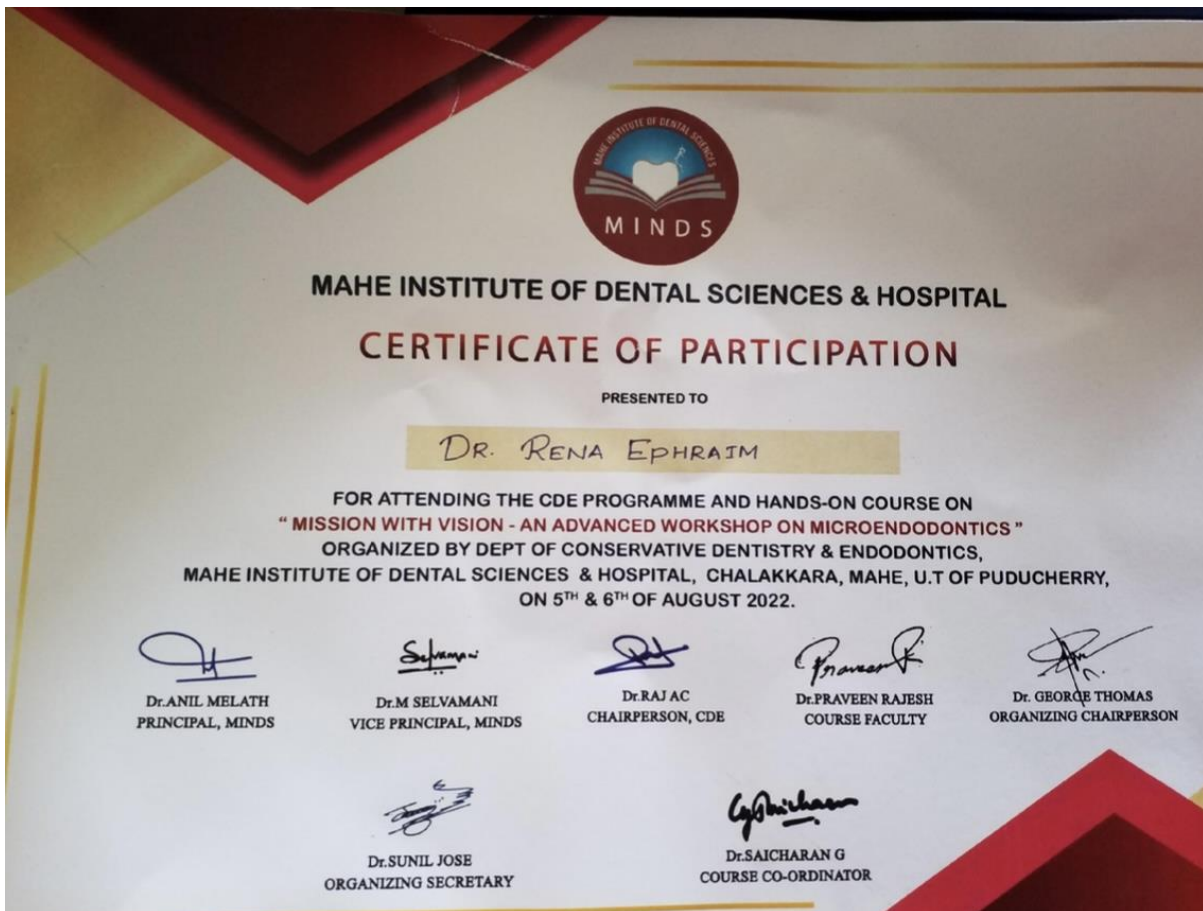 MAHE INSTITUTE OF DENTAL SCIENCES
MINDS
MAHE INSTITUTE OF DENTAL SCIENCES & HOSPITAL
CERTIFICATE OF PARTICIPATION
PRESENTED TO
DR. RENA EPHRAIM
FOR ATTENDING THE CDE PROGRAMME AND HANDS-ON COURSE ON
“ MISSION WITH VISION - AN ADVANCED WORKSHOP ON MICROENDODONTICS ”
ORGANIZED BY DEPT OF CONSERVATIVE DENTISTRY & ENDODONTICS,
MAHE INSTITUTE OF DENTAL SCIENCES & HOSPITAL, CHALAKKARA, MAHE, U.T OF PUDUCHERRY,
ON 5TH & 6TH OF AUGUST 2022.
Selvamani
Praveen R
Dr.ANIL MELATH
PRINCIPAL, MINDS
Dr.M SELVAMANI
VICE PRINCIPAL, MINDS
Dr.RAJ AC
CHAIRPERSON, CDE
Dr.PRAVEEN RAJESH
COURSE FACULTY
Dr. GEORGE THOMAS
ORGANIZING CHAIRPERSON
Dr.SUNIL JOSE
ORGANIZING SECRETARY
Dr.SAICHARAN G
COURSE CO-ORDINATOR